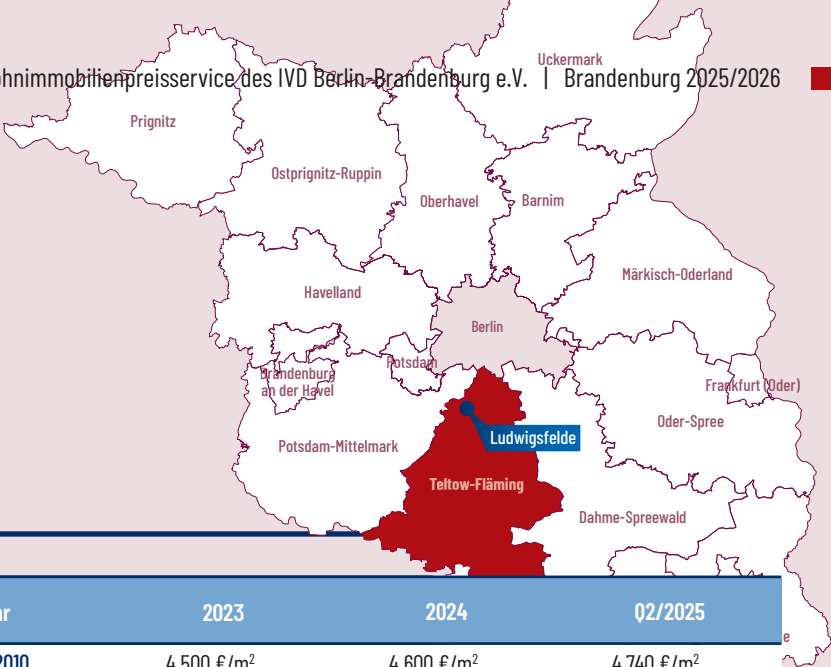 Uckermark
ohnimmobilienpreisservice des IVD Berlin-Brandenburg e.V. | Brandenburg 2025/2026
Prignitz
Ostprignitz-Ruppin
Oberhavel
Barnim
Märkisch-Oderland
Havelland
Berlin
Potsdam
Brandenburg
an der Havel
Frankfurt (Oder)
Oder-Spree
Ludwigsfelde
Potsdam-Mittelmark
Teltow-Fläming
Dahme-Spreewald
hr 2023 2024 Q2/2025
e
2010 4.500 €/m² 4.600 €/m² 4.740 €/m²